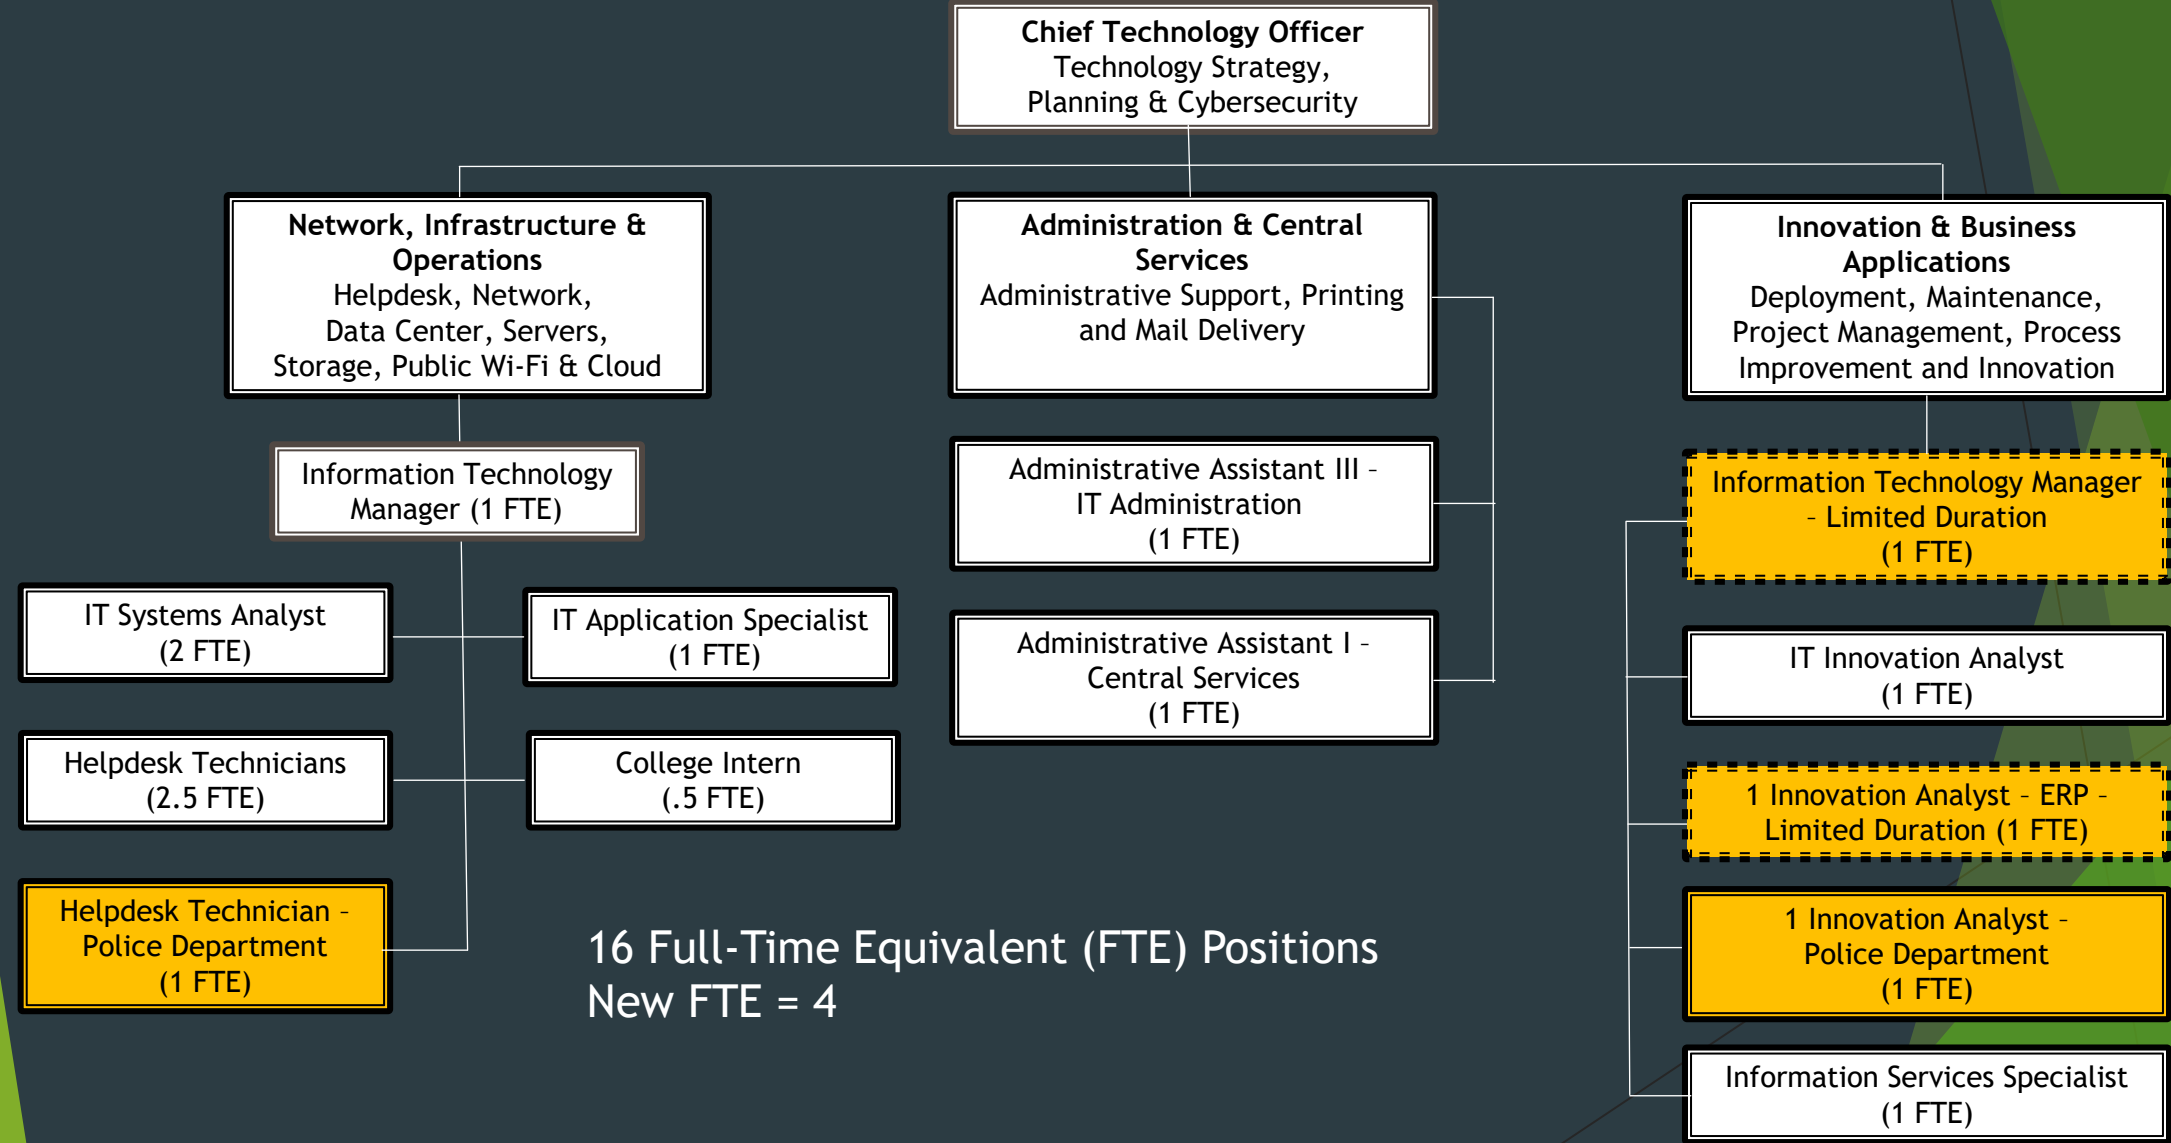 Chief Technology Officer
Technology Strategy,
Planning & Cybersecurity
Network, Infrastructure &
Operations
Helpdesk, Network,
Data Center, Servers,
Storage, Public Wi-Fi & Cloud
Information Technology
Manager (1 FTE)
IT Systems Analyst
(2 FTE)
IT Application Specialist
(1 FTE)
Helpdesk Technicians
(2.5 FTE)
College Intern
(.5 FTE)
Helpdesk Technician –
Police Department
(1 FTE)
Administration & Central
Services
Administrative Support, Printing
and Mail Delivery
Administrative Assistant III –
IT Administration
(1 FTE)
Administrative Assistant I –
Central Services
(1 FTE)
Innovation & Business
Applications
Deployment, Maintenance,
Project Management, Process
Improvement and Innovation
Information Technology Manager
– Limited Duration
(1 FTE)
IT Innovation Analyst
(1 FTE)
1 Innovation Analyst – ERP –
Limited Duration (1 FTE)
1 Innovation Analyst –
Police Department
(1 FTE)
Information Services Specialist
(1 FTE)
16 Full-Time Equivalent (FTE) Positions
New FTE = 4